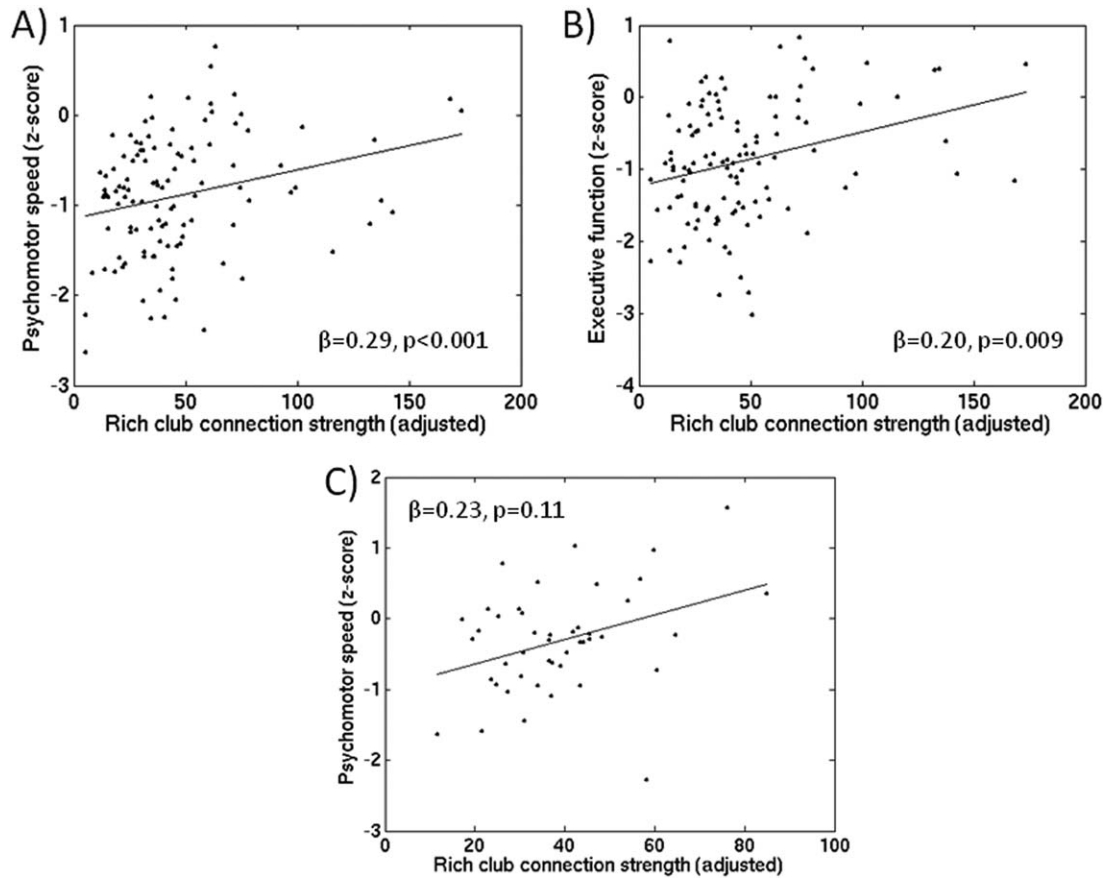 A)
Psychomotor speed (z-score)
1
0
-1
-2
-3
β=0.29, p<0.001
0
50
100
150
200
Rich club connection strength (adjusted)
B)
Executive function (z-score)
1
0
-1
-2
-3
-4
β=0.20, p=0.009
0
50
100
150
200
Rich club connection strength (adjusted)
C)
Psychomotor speed (z-score)
2
1
0
-1
-2
-3
β=0.23, p=0.11
20
40
60
80
100
Rich club connection strength (adjusted)